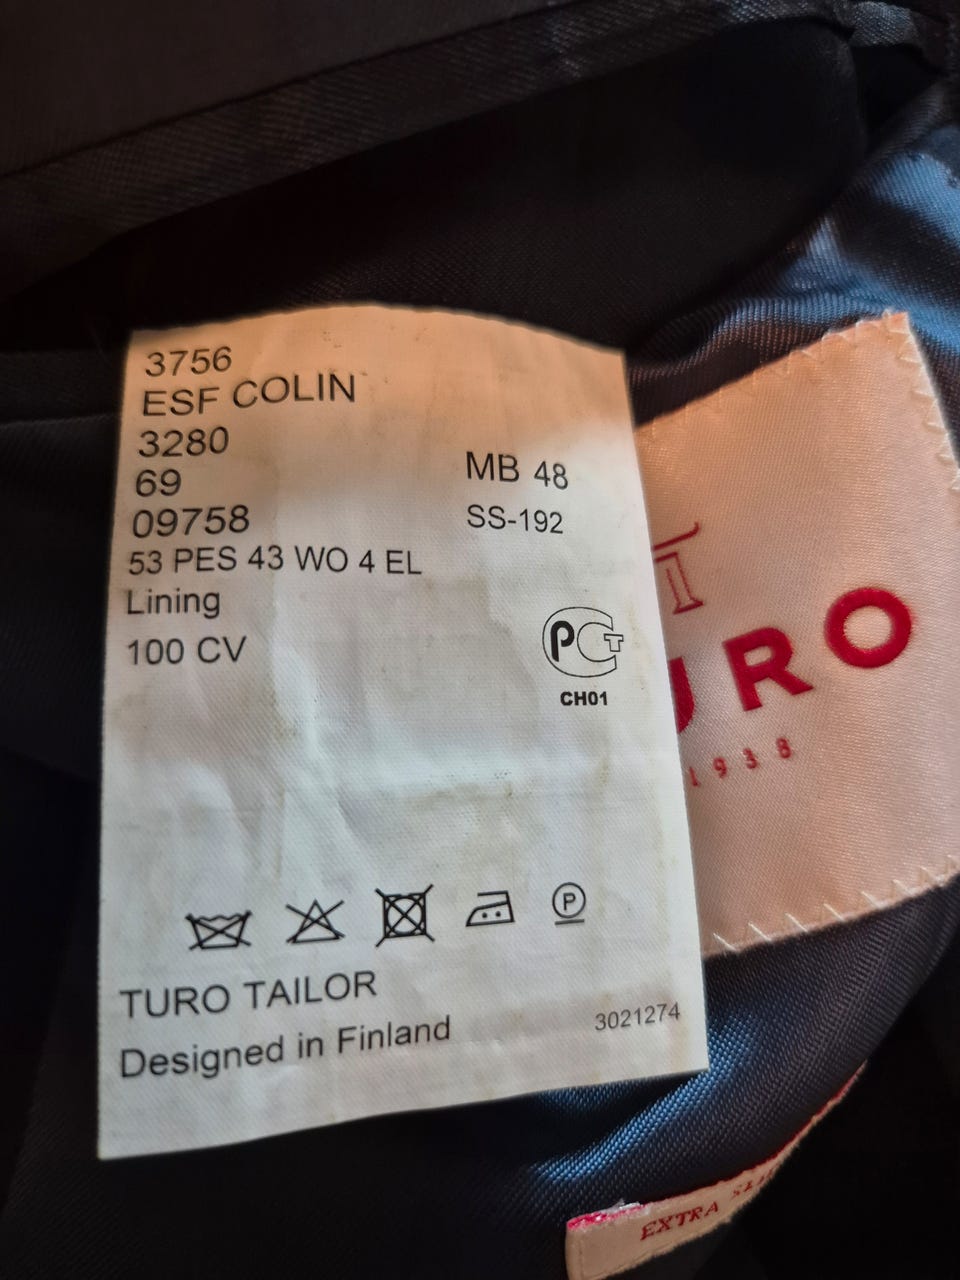 3756
ESF COLIN
3280
69
MB 48
09758
SS-192
53 PES 43 WO 4 EL
Lining
100 CV
PCT
CH01
P
TURO TAILOR
Designed in Finland
3021274
T
URO
1938
EXTRA